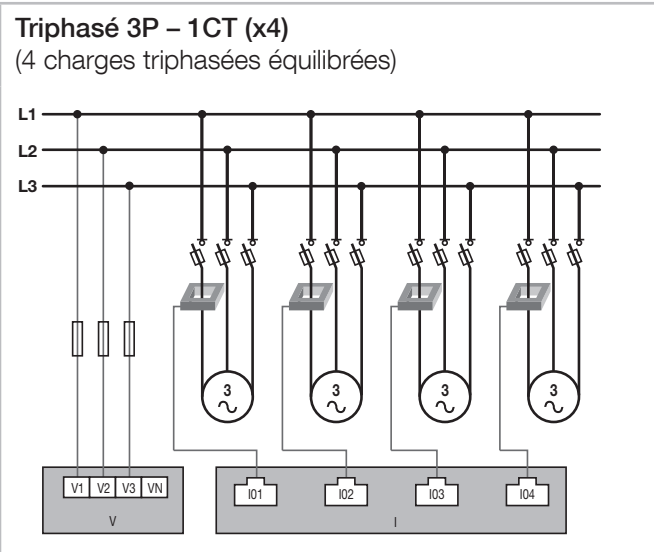 Triphasé 3P – 1CT (x4)
(4 charges triphasées équilibrées)
L1
L2
L3
3 3 3 3
V1 V2 V3 VN I01 I02 I03 I04
V I